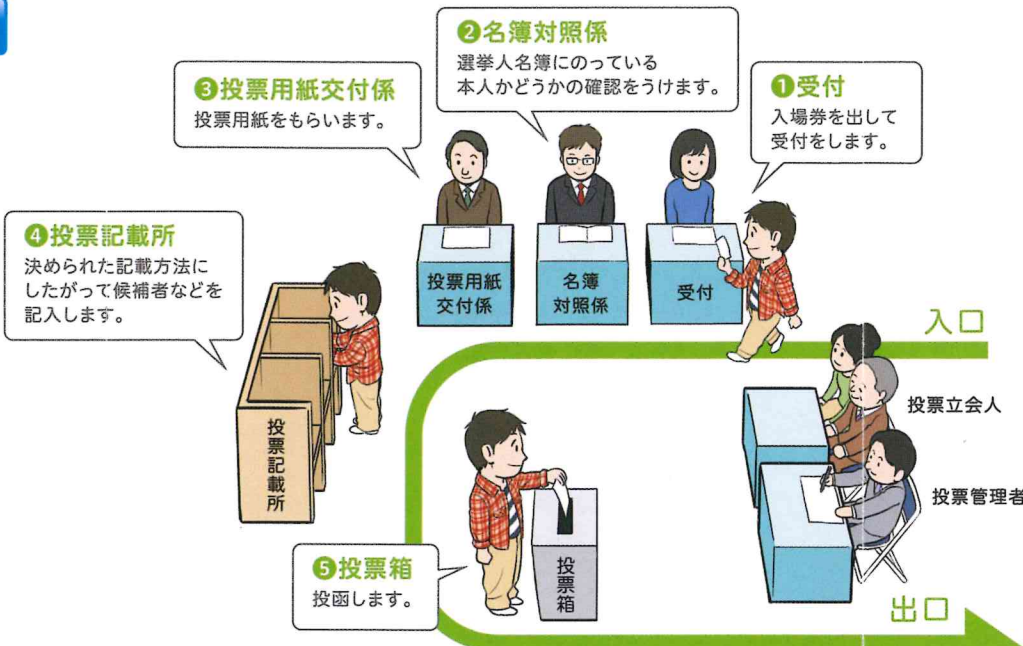 ❶受付
入場券を出して
受付をします。
❷名簿対照係
選挙人名簿にのっている
本人かどうかの確認をうけます。
❸投票用紙交付係
投票用紙をもらいます。
❹投票記載所
決められた記載方法に
したがって候補者などを
記入します。
❺投票箱
投函します。
投票用紙
交付係
名簿
対照係
受付
入口
投票記載所
投票箱
投票立会人
投票管理者
出口